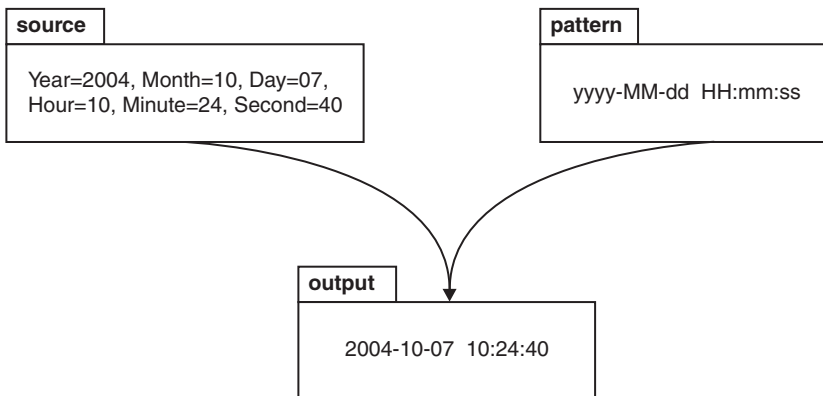 source
Year=2004, Month=10, Day=07,
Hour=10, Minute=24, Second=40
pattern
yyyy-MM-dd HH:mm:ss
output
2004-10-07 10:24:40